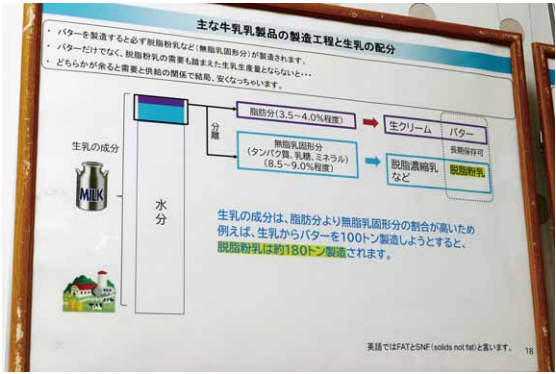 主な牛乳乳製品の製造工程と生乳の配分
・ バターを製造すると必ず脱脂粉乳など（無脂乳固形分）が製造されます。
・ バターだけでなく、脱脂粉乳の需要も踏まえた生乳生産量とならないと・・・
・ どちらかが余ると需要と供給の関係で結局、安くなっちゃいます。
生乳の成分
MILK
水分
分離
脂肪分（3.5～4.0%程度）
生クリーム
バター
長期保存可
無脂乳固形分
（タンパク質、乳糖、ミネラル）
（8.5～9.0%程度）
脱脂濃縮乳
など
脱脂粉乳
生乳の成分は、脂肪分より無脂乳固形分の割合が高いため
例えば、生乳からバターを100トン製造しようとすると、
脱脂粉乳は約180トン製造されます。
英語ではFATとSNF（solids not fat）と言います。
18